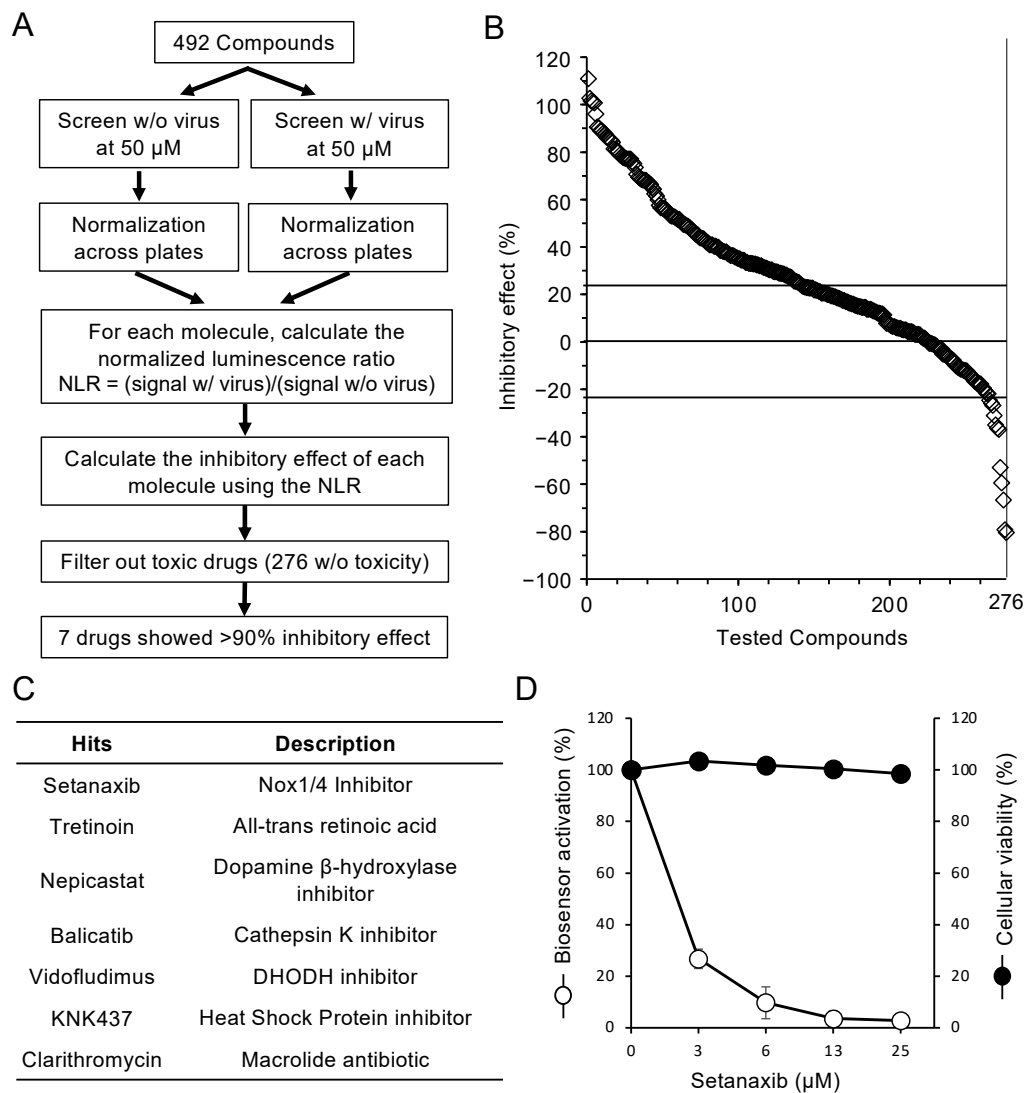 A
492 Compounds
Screen w/o virus
at 50 µM
Screen w/ virus
at 50 µM
Normalization
across plates
Normalization
across plates
For each molecule, calculate the
normalized luminescence ratio
NLR = (signal w/ virus)/(signal w/o virus)
Calculate the inhibitory effect of each
molecule using the NLR
Filter out toxic drugs (276 w/o toxicity)
7 drugs showed >90% inhibitory effect
B
Inhibitory effect (%)
120
100
80
60
40
20
0
−20
−40
−60
−80
−100
0
100
200
276
Tested Compounds
C
Hits Description
Setanaxib Nox1/4 Inhibitor
Tretinoin All-trans retinoic acid
Nepicastat Dopamine β-hydroxylase
inhibitor
Balicatib Cathepsin K inhibitor
Vidofludimus DHODH inhibitor
KNK437 Heat Shock Protein inhibitor
Clarithromycin Macrolide antibiotic
D
Biosensor activation (%)
120
100
80
60
40
20
0
0
3
6
13
25
Setanaxib (µM)
120
100
80
60
40
20
0
Cellular viability (%)